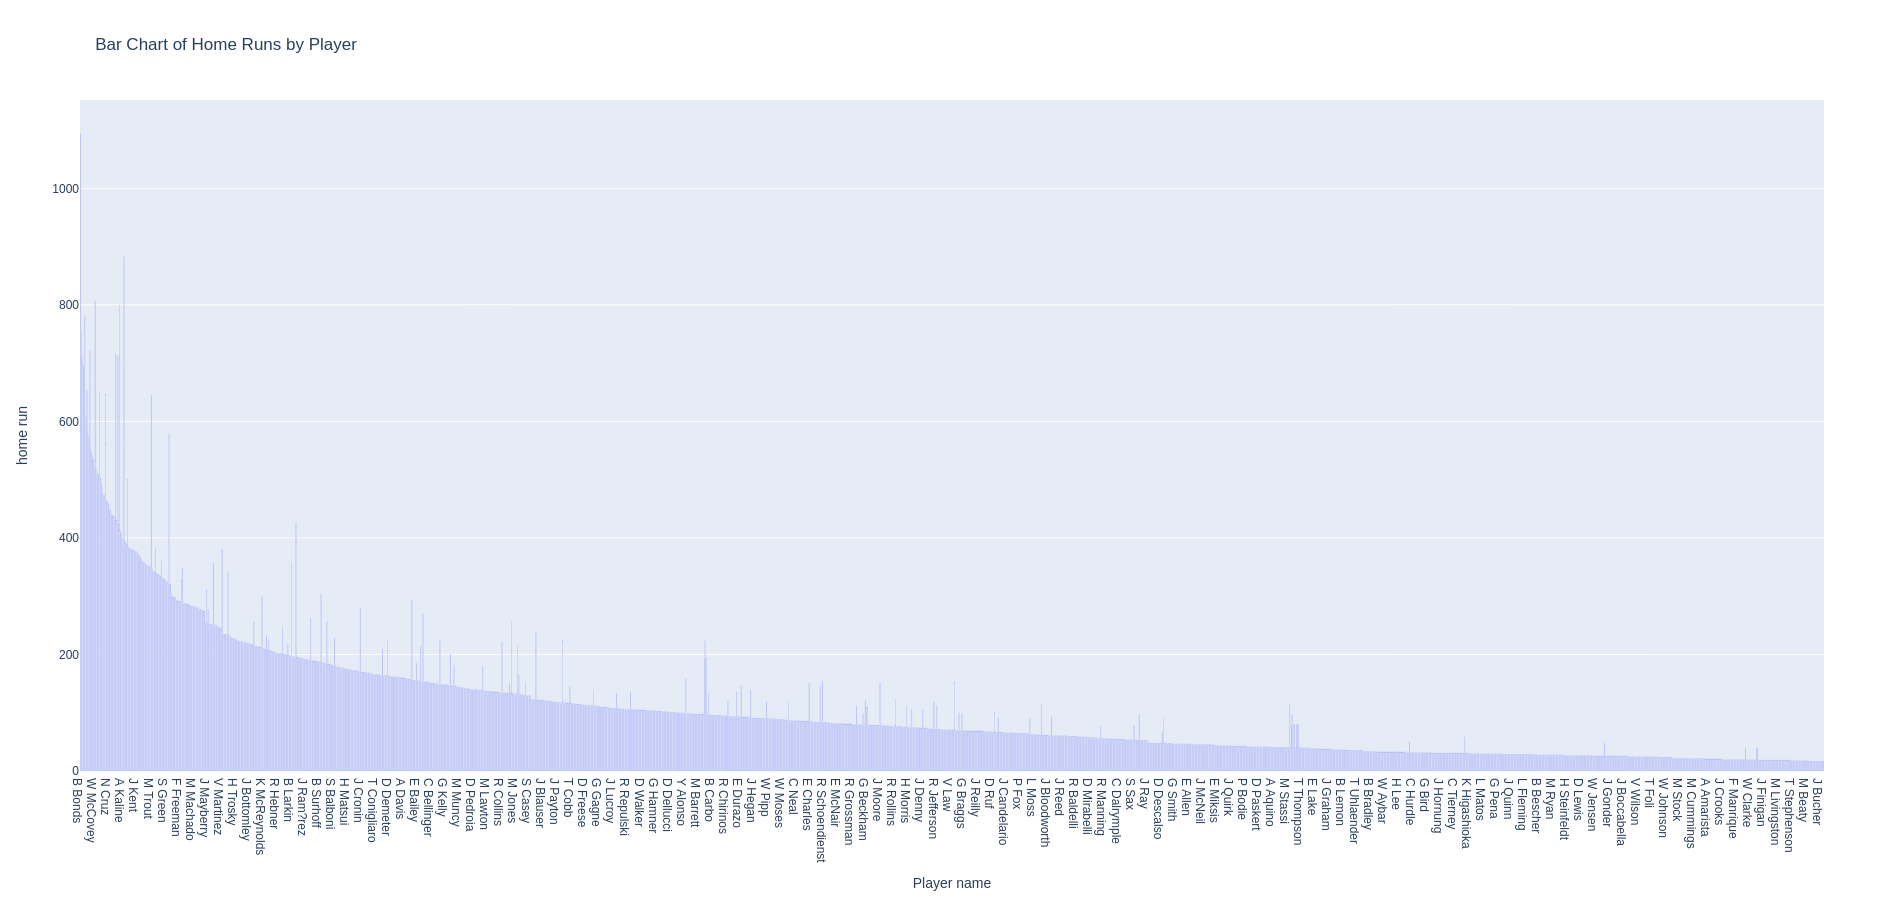 Bar Chart of Home Runs by Player
1000
800
600
400
200
0
home run
B Bonds
W McCovey
N Cruz
A Kaline
J Kent
M Trout
S Green
F Freeman
M Machado
J Mayberry
V Martinez
H Trosky
J Bottomley
K McReynolds
R Hebner
B Larkin
J Ram?rez
B Surhoff
S Balboni
H Matsui
J Cronin
T Conigliaro
D Demeter
A Davis
E Bailey
C Bellinger
G Kelly
M Muncy
D Pedroia
M Lawton
R Collins
M Jones
S Casey
J Blauser
J Payton
T Cobb
D Freese
G Gagne
J Lucroy
R Repulski
D Walker
G Hamner
D Dellucci
Y Alonso
M Barrett
B Carbo
R Chirinos
E Durazo
J Hegan
W Pipp
W Moses
C Neal
E Charles
R Schoendienst
E McNair
R Grossman
G Beckham
J Moore
R Rollins
H Morris
J Denny
R Jefferson
V Law
G Braggs
J Reilly
D Ruf
J Candelario
P Fox
L Moss
J Bloodworth
J Reed
R Baldelli
D Mirabelli
R Manning
C Dalrymple
S Sax
J Ray
D Descalso
G Smith
E Allen
J McNeil
E Miksis
J Quirk
P Bodie
D Paskert
A Aquino
M Stassi
T Thompson
E Lake
J Graham
B Lemon
T Uhlaender
B Bradley
W Aybar
H Lee
C Hurdle
G Bird
J Hornung
C Tierney
K Higashioka
L Matos
G Pena
J Quinn
L Fleming
B Bescher
M Ryan
H Steinfeldt
D Lewis
W Jensen
J Gonder
J Boccabella
V Wilson
T Foli
W Johnson
M Stock
M Cummings
A Amarista
J Crooks
F Manrique
W Clarke
J Finigan
M Livingston
T Stephenson
M Beaty
J Bucher
Player name